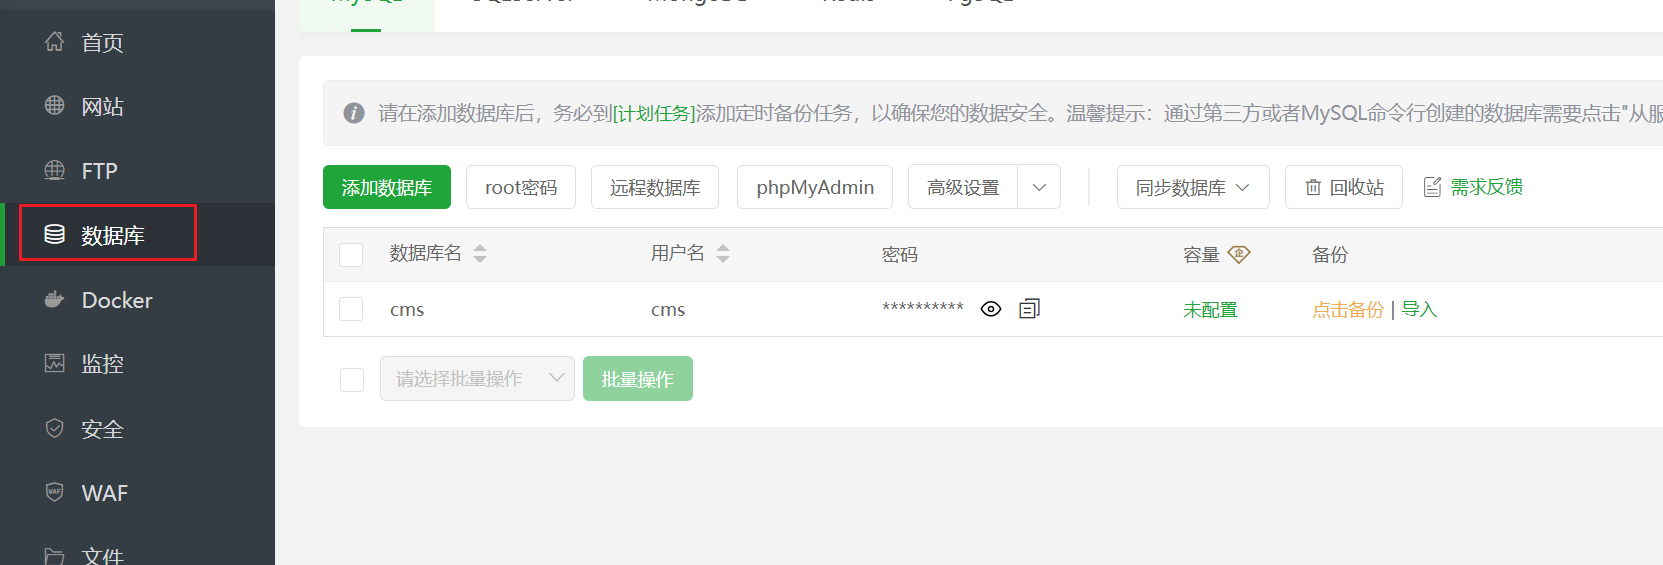 MySQL
SQLServer
MongoDB
Redis
PgSQL
首页
网站
FTP
数据库
Docker
监控
安全
WAF
文件
请在添加数据库后，务必到[计划任务]添加定时备份任务，以确保您的数据安全。温馨提示：通过第三方或者MySQL命令行创建的数据库需要点击"从服
添加数据库 root密码 远程数据库 phpMyAdmin 高级设置 同步数据库 回收站 需求反馈
数据库名 用户名 密码 容量 企 备份
cms cms ********** 未配置 点击备份 | 导入
请选择批量操作 批量操作